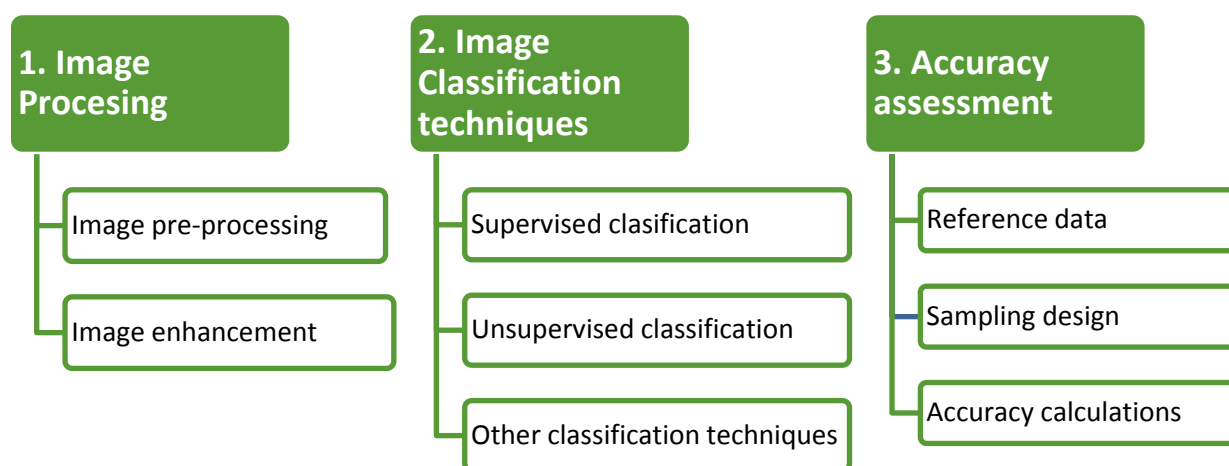 1. Image
Procesing
Image pre-processing
Image enhancement
2. Image
Classification
techniques
Supervised clasification
Unsupervised classification
Other classification techniques
3. Accuracy
assessment
Reference data
Sampling design
Accuracy calculations